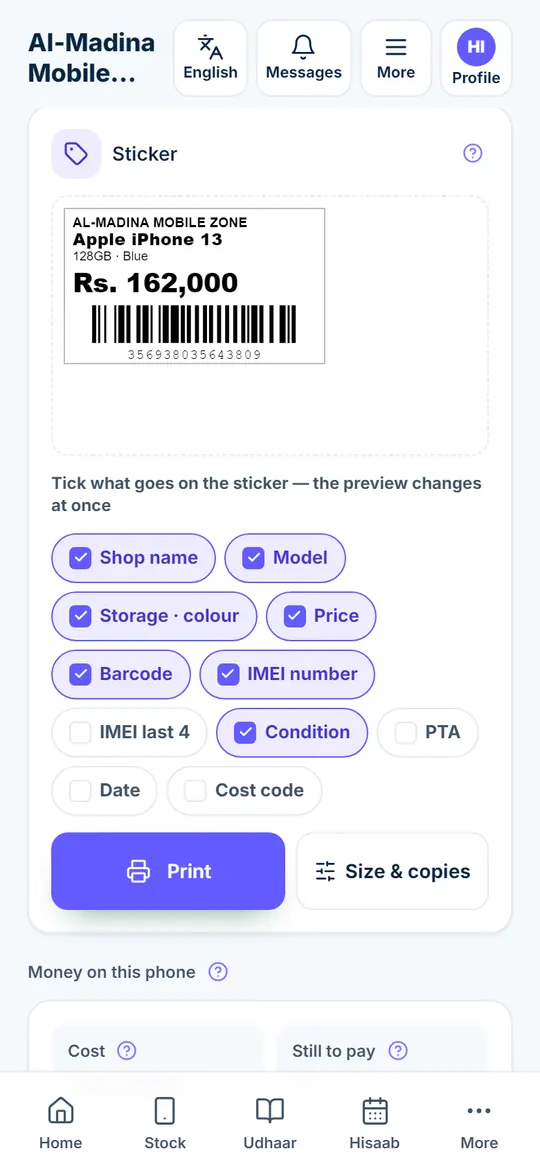 Al-Madina
Mobile...
English
Messages
More
HI
Profile
Sticker
AL-MADINA MOBILE ZONE
Apple iPhone 13
128GB · Blue
Rs. 162,000
356938035643809
Tick what goes on the sticker — the preview changes
at once
Shop name
Model
Storage · colour
Price
Barcode
IMEI number
IMEI last 4
Condition
PTA
Date
Cost code
Print
Size & copies
Money on this phone
Cost
Still to pay
Home
Stock
Udhaar
Hisaab
More